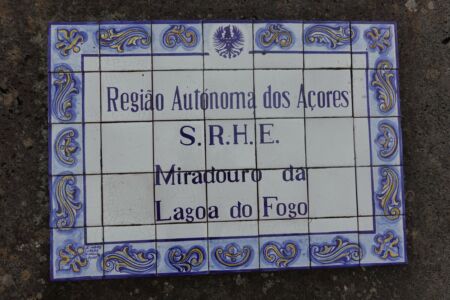 Região Autónoma dos Açores
S.R.H.E.
Miradouro da
Lagoa do Fogo